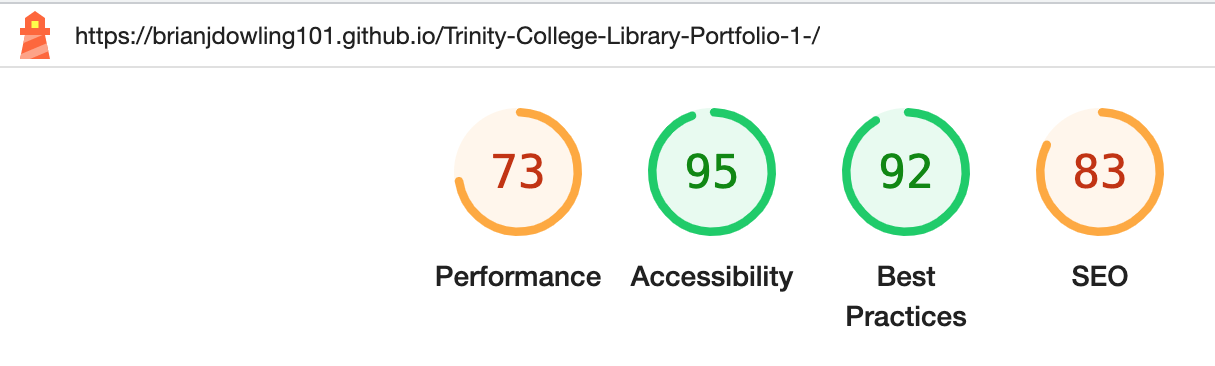 https://brianjdowling101.github.io/Trinity-College-Library-Portfolio-1-/
73 95 92 83
Performance Accessibility Best SEO
Practices